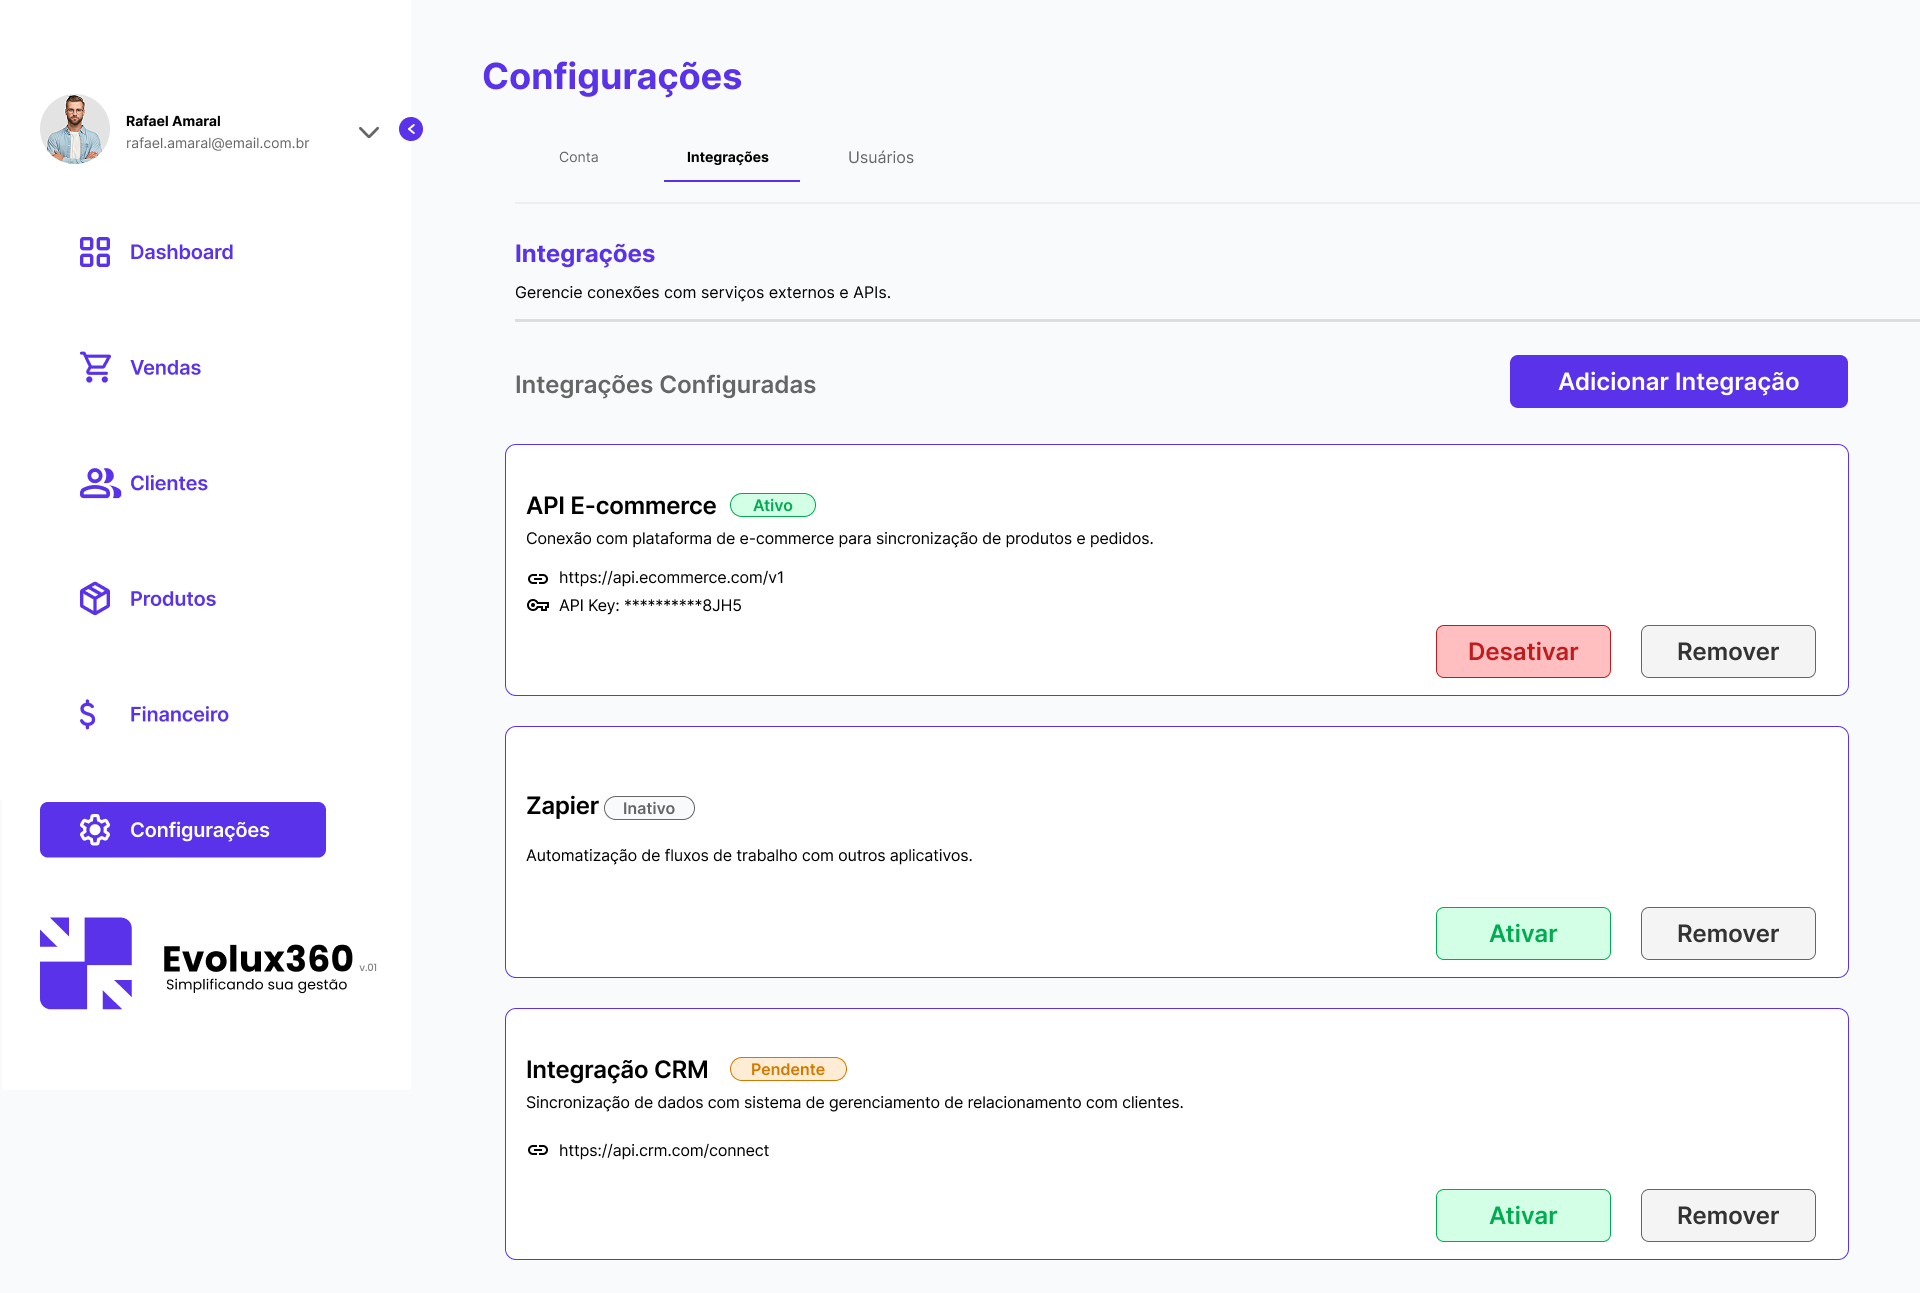 Rafael Amaral
rafael.amaral@email.com.br
Dashboard
Vendas
Clientes
Produtos
Financeiro
Configurações
Evolux360 v.01
Simplificando sua gestão
Configurações
Conta Integrações Usuários
Integrações
Gerencie conexões com serviços externos e APIs.
Integrações Configuradas Adicionar Integração
API E-commerce Ativo
Conexão com plataforma de e-commerce para sincronização de produtos e pedidos.
https://api.ecommerce.com/v1
API Key: **********8JH5
Desativar Remover
Zapier Inativo
Automatização de fluxos de trabalho com outros aplicativos.
Ativar Remover
Integração CRM Pendente
Sincronização de dados com sistema de gerenciamento de relacionamento com clientes.
https://api.crm.com/connect
Ativar Remover